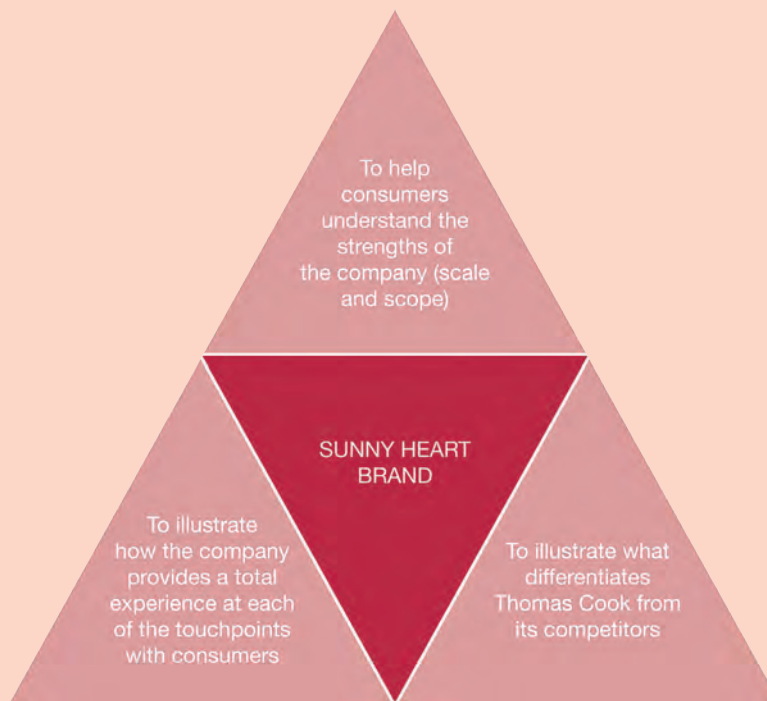 To help
consumers
understand the
strengths of
the company (scale
and scope)
SUNNY HEART
BRAND
To illustrate
how the company
provides a total
experience at each
of the touchpoints
with consumers
To illustrate what
differentiates
Thomas Cook from
its competitors